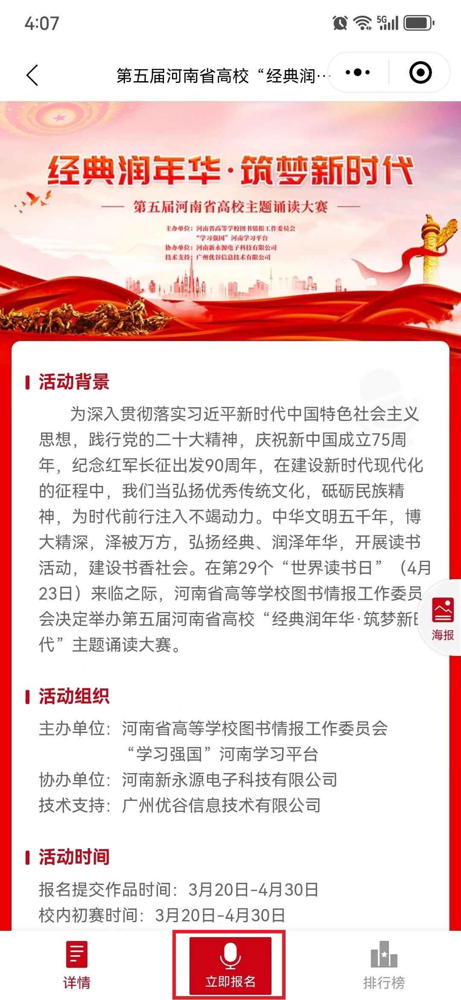 4:07
5G
第五届河南省高校“经典润…
经典润年华·筑梦新时代
第五届河南省高校主题诵读大赛
主办单位：河南省高等学校图书情报工作委员会
“学习强国”河南学习平台
协办单位：河南新永源电子科技有限公司
技术支持：广州优谷信息技术有限公司
活动背景
为深入贯彻落实习近平新时代中国特色社会主义
思想，践行党的二十大精神，庆祝新中国成立75周
年，纪念红军长征出发90周年，在建设新时代现代化
的征程中，我们当弘扬优秀传统文化，砥砺民族精
神，为时代前行注入不竭动力。中华文明五千年，博
大精深，泽被万方，弘扬经典、润泽年华，开展读书
活动，建设书香社会。在第29个“世界读书日”（4月
23日）来临之际，河南省高等学校图书情报工作委员
会决定举办第五届河南省高校“经典润年华·筑梦新时
代”主题诵读大赛。
海报
活动组织
主办单位：河南省高等学校图书情报工作委员会
“学习强国”河南学习平台
协办单位：河南新永源电子科技有限公司
技术支持：广州优谷信息技术有限公司
活动时间
报名提交作品时间：3月20日-4月30日
校内初赛时间：3月20日-4月30日
详情
立即报名
排行榜